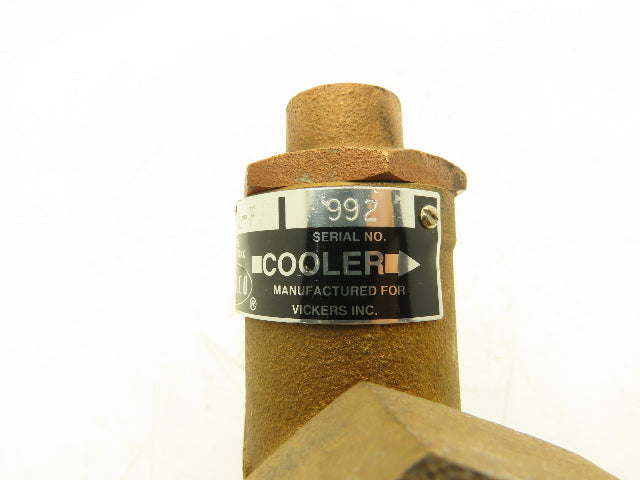 992
SERIAL NO.
COOLER
MANUFACTURED FOR
®
VICKERS INC.